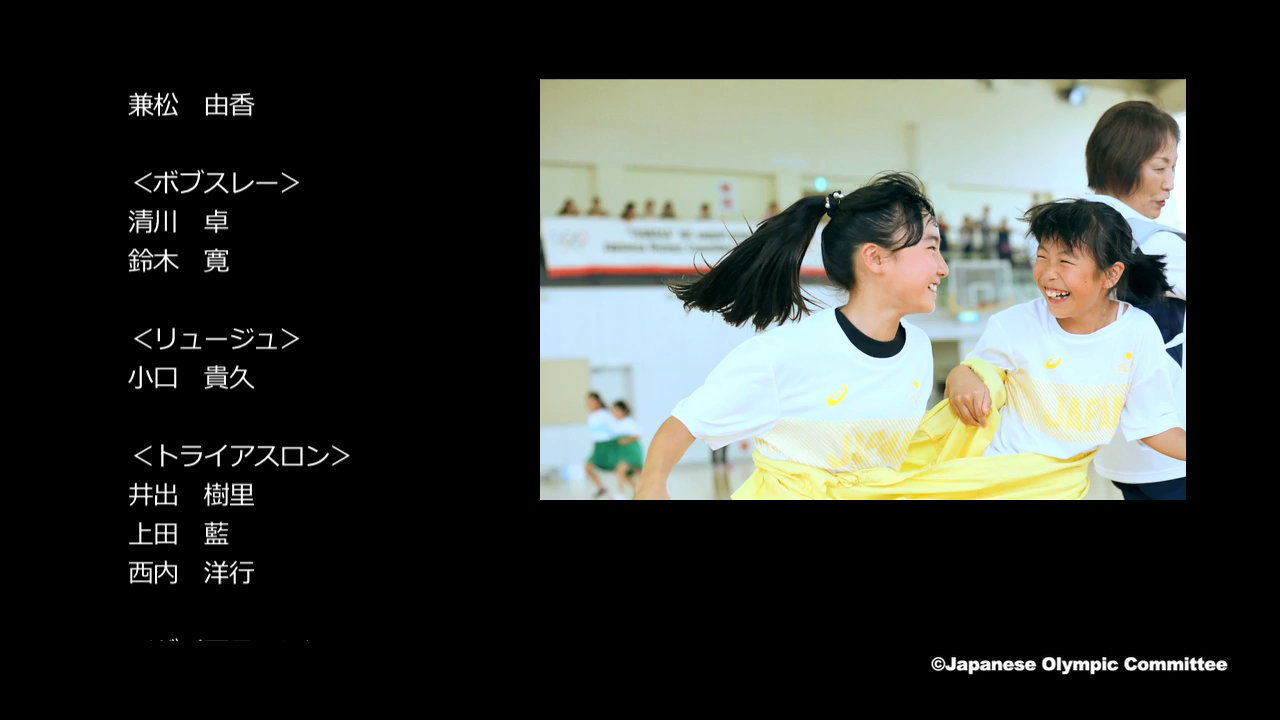 兼松　由香
＜ボブスレー＞
清川　卓
鈴木　寛
＜リュージュ＞
小口　貴久
＜トライアスロン＞
井出　樹里
上田　藍
西内　洋行
JAPAN
©Japanese Olympic Committee